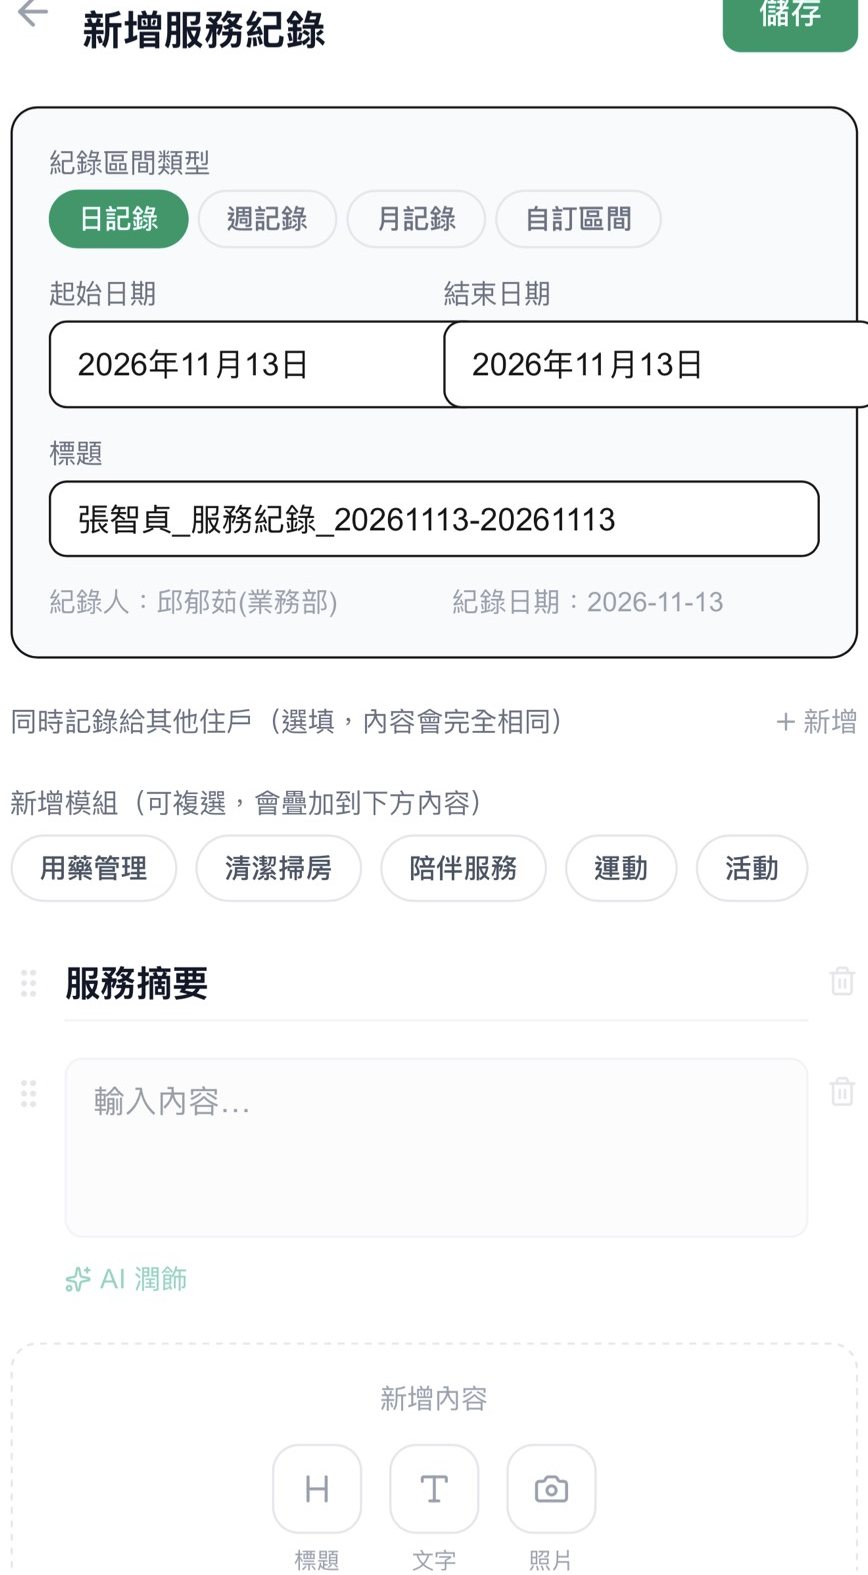 新增服務紀錄
儲存
紀錄區間類型
日記錄 週記錄 月記錄 自訂區間
起始日期 結束日期
2026年11月13日 2026年11月13日
標題
張智貞_服務紀錄_20261113-20261113
紀錄人：邱郁茹(業務部) 紀錄日期：2026-11-13
同時記錄給其他住戶（選填，內容會完全相同） + 新增
新增模組（可複選，會疊加到下方內容）
用藥管理 清潔掃房 陪伴服務 運動 活動
服務摘要
輸入內容...
AI 潤飾
新增內容
H T
標題 文字 照片